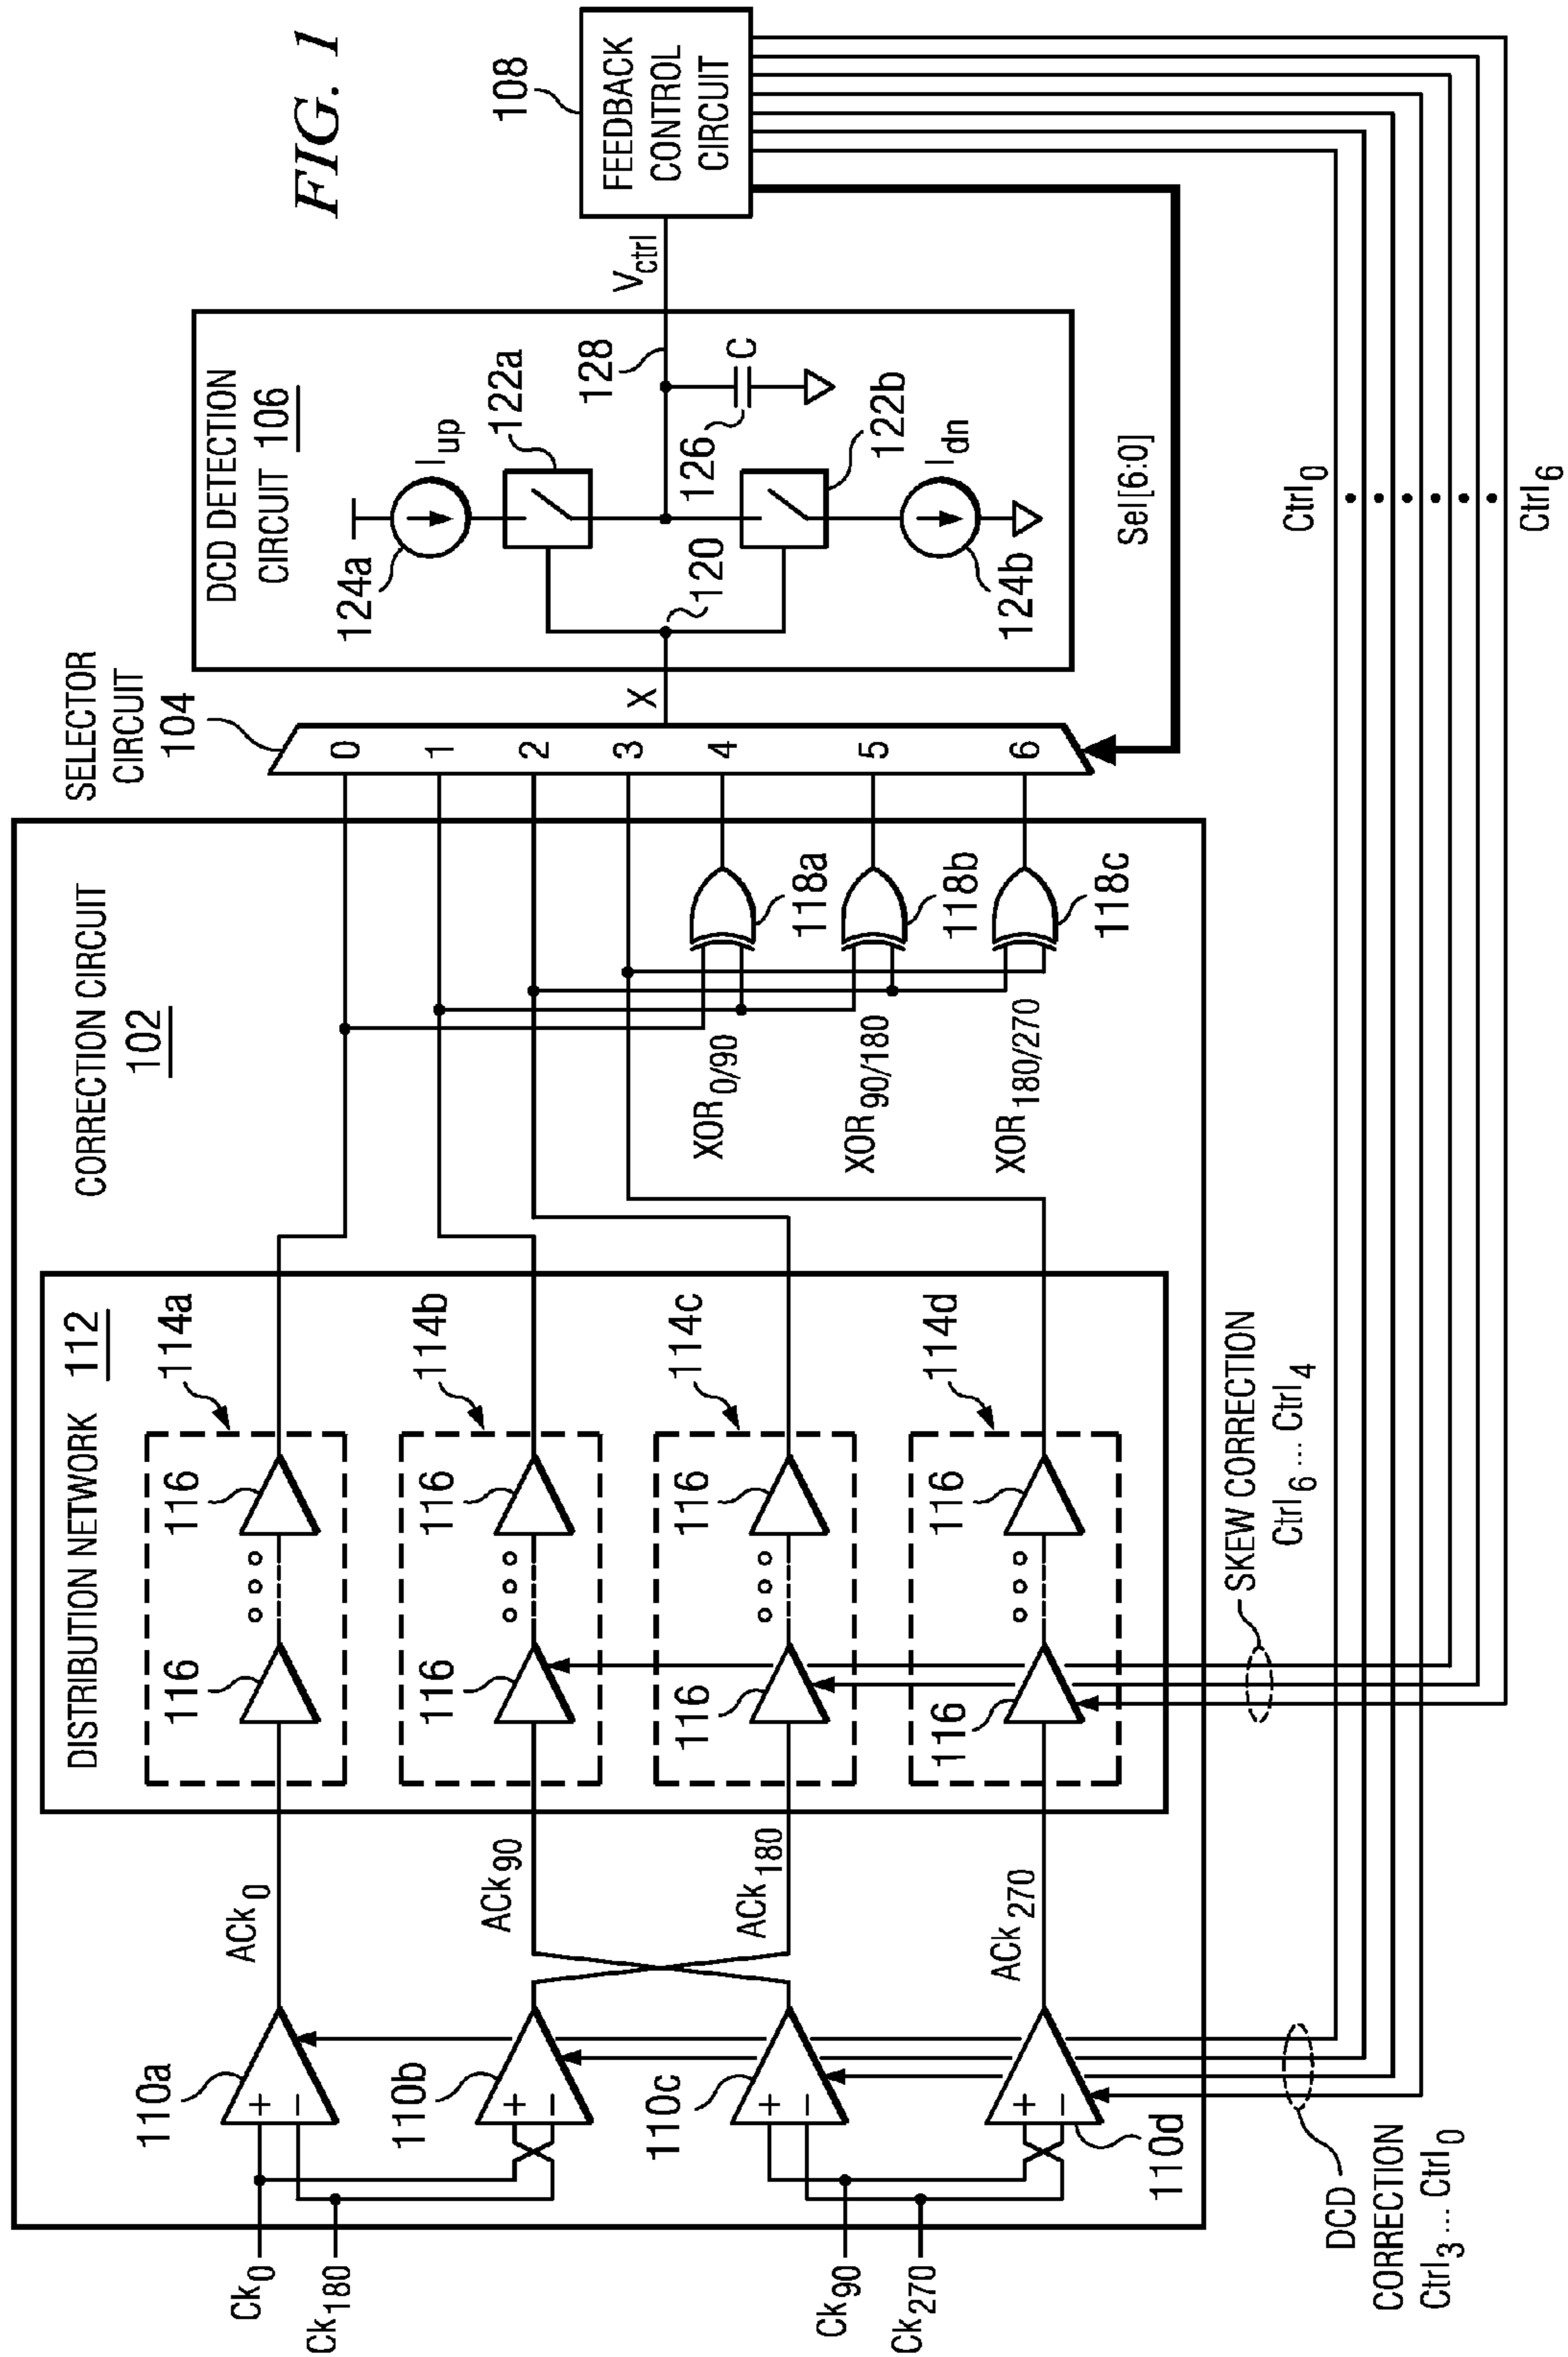 FIG. 1
CORRECTION CIRCUIT
102
SELECTOR
CIRCUIT
104
DCD DETECTION
CIRCUIT 106
108
FEEDBACK
CONTROL
CIRCUIT
DISTRIBUTION NETWORK 112
Ck0
Ck180
Ck90
Ck270
110a
+
−
110b
+
−
110c
+
−
110d
+
−
ACk0
ACk90
ACk180
ACk270
114a
116
116
114b
116
116
114c
116
116
114d
116
116
XOR0/90
118a
XOR90/180
118b
XOR180/270
118c
0
1
2
3
4
5
6
X
120
124a
Iup
122a
128
126
C
122b
Idn
124b
Vctrl
Sel[6:0]
Ctrl0
Ctrl6
DCD
CORRECTION
Ctrl3 ... Ctrl0
SKEW CORRECTION
Ctrl6 ... Ctrl4